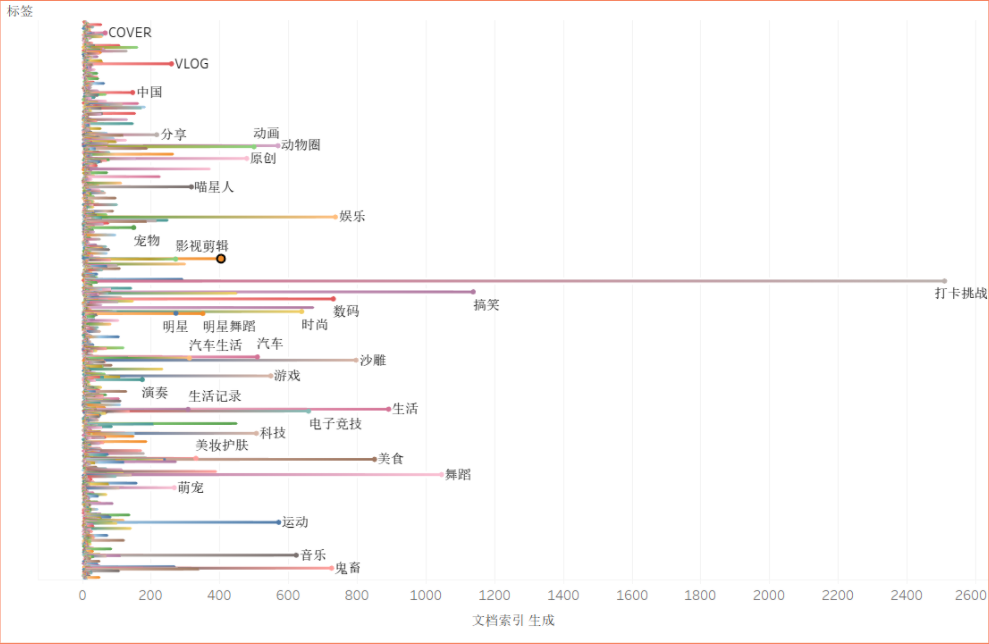 标签
COVER
VLOG
中国
分享
动画
动物圈
原创
喵星人
娱乐
宠物
影视剪辑
打卡挑战
搞笑
数码
时尚
明星 明星舞蹈
汽车生活 汽车
沙雕
游戏
演奏
生活记录
生活
电子竞技
科技
美妆护肤
美食
舞蹈
萌宠
运动
音乐
鬼畜
0 200 400 600 800 1000 1200 1400 1600 1800 2000 2200 2400 2600
文档索引 生成